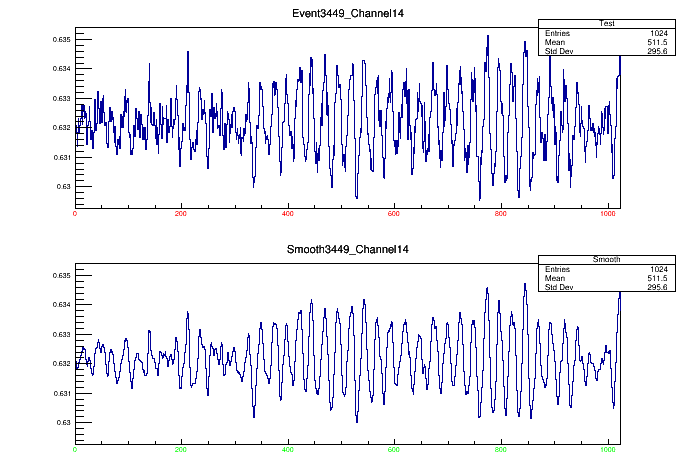 Event3449_Channel14
Test
Entries 1024
Mean 511.5
Std Dev 295.6
0.635
0.634
0.633
0.632
0.631
0.63
0 200 400 600 800 1000
Smooth3449_Channel14
Smooth
Entries 1024
Mean 511.5
Std Dev 295.6
0.635
0.634
0.633
0.632
0.631
0.63
0 200 400 600 800 1000